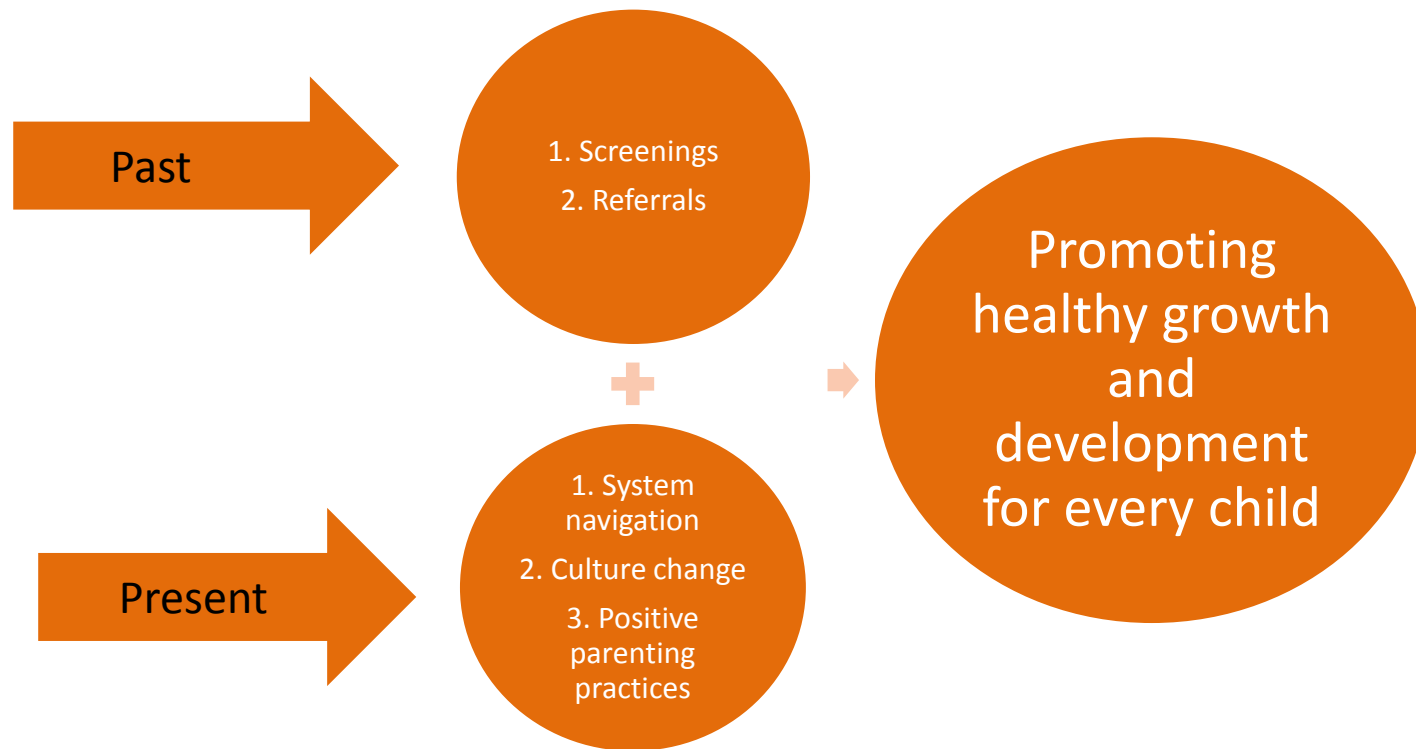 Past
1. Screenings
2. Referrals
Present
1. System
navigation
2. Culture change
3. Positive
parenting
practices
Promoting
healthy growth
and
development
for every child